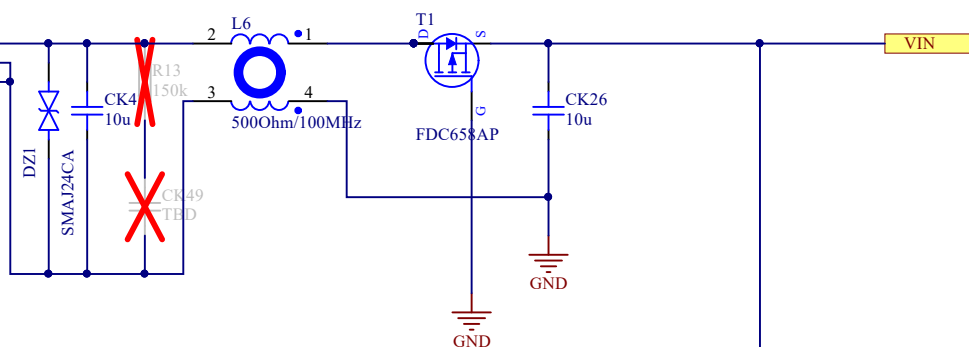 L6
T1
2
1
D
S
VIN
R13
150k
CK4
10u
3
4
500Ohm/100MHz
G
CK26
10u
FDC658AP
DZ1
SMAJ24CA
CK49
TBD
GND
GND